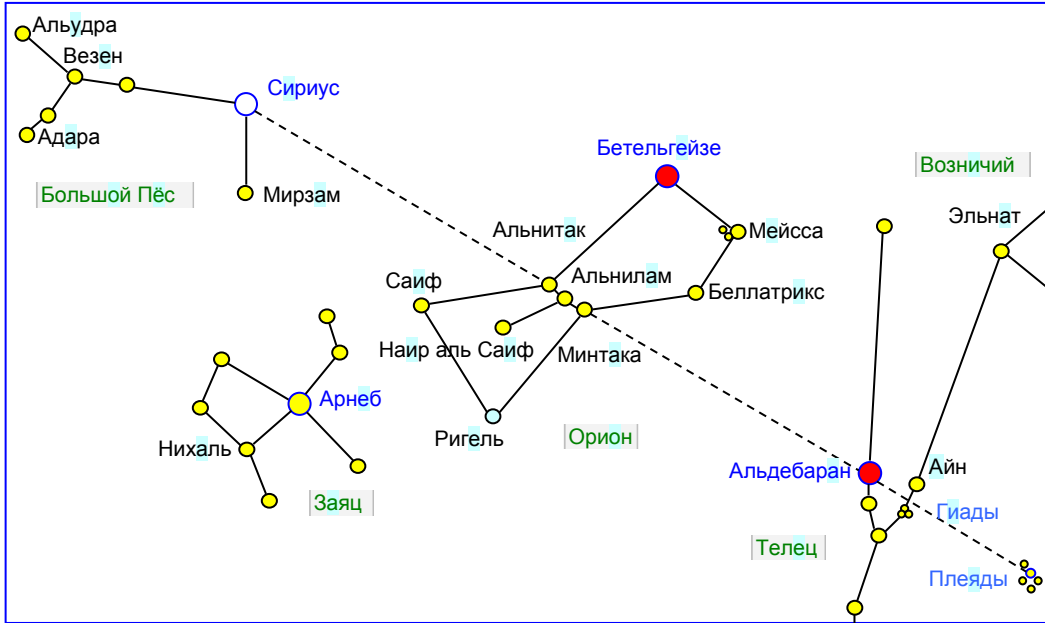 Альудра
Везен
Сириус
Адара
Большой Пёс
Мирзам
Бетельгейзе
Возничий
Эльнат
Альнитак
Мейсса
Саиф
Альнилам
Беллатрикс
Наир аль Саиф
Минтака
Арнеб
Нихаль
Ригель
Орион
Заяц
Альдебаран
Айн
Гиады
Телец
Плеяды